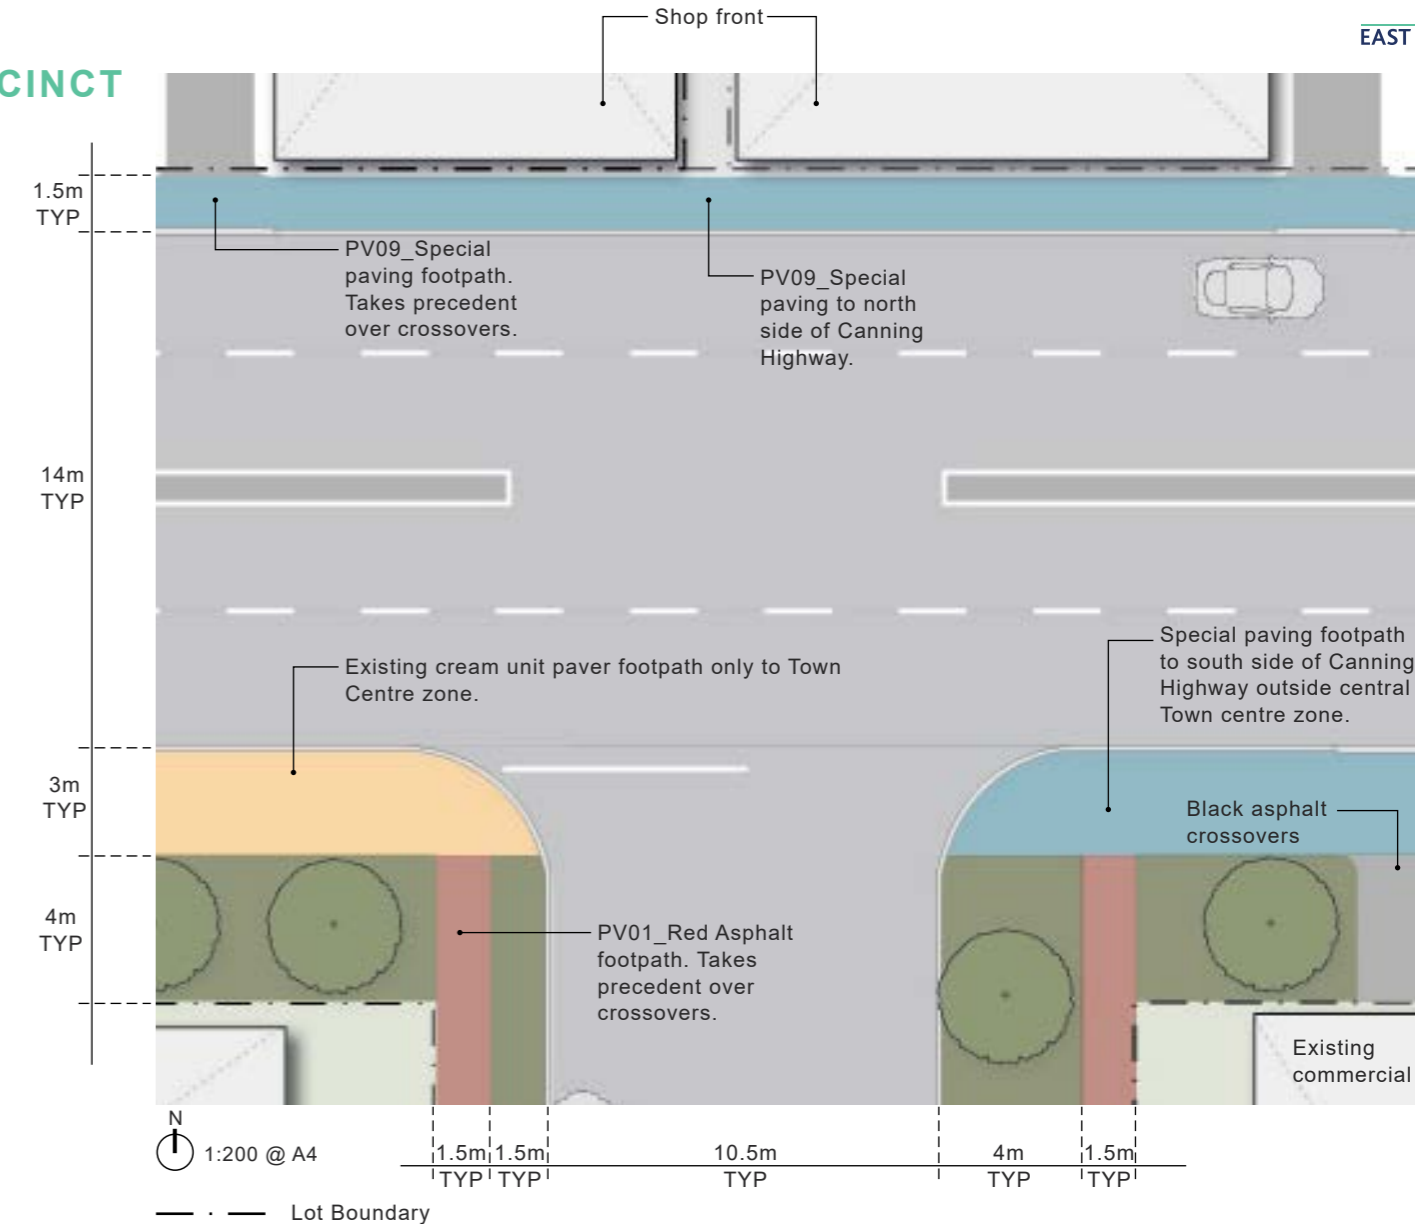 Shop front
EAST
CINCT
1.5m
TYP
PV09_Special
paving footpath.
Takes precedent
over crossovers.
PV09_Special
paving to north
side of Canning
Highway.
14m
TYP
Existing cream unit paver footpath only to Town
Centre zone.
Special paving footpath
to south side of Canning
Highway outside central
Town centre zone.
3m
TYP
Black asphalt
crossovers
4m
TYP
PV01_Red Asphalt
footpath. Takes
precedent over
crossovers.
Existing
commercial
N
1:200 @ A4
1.5m 1.5m 10.5m 4m 1.5m
TYP TYP TYP TYP TYP
Lot Boundary